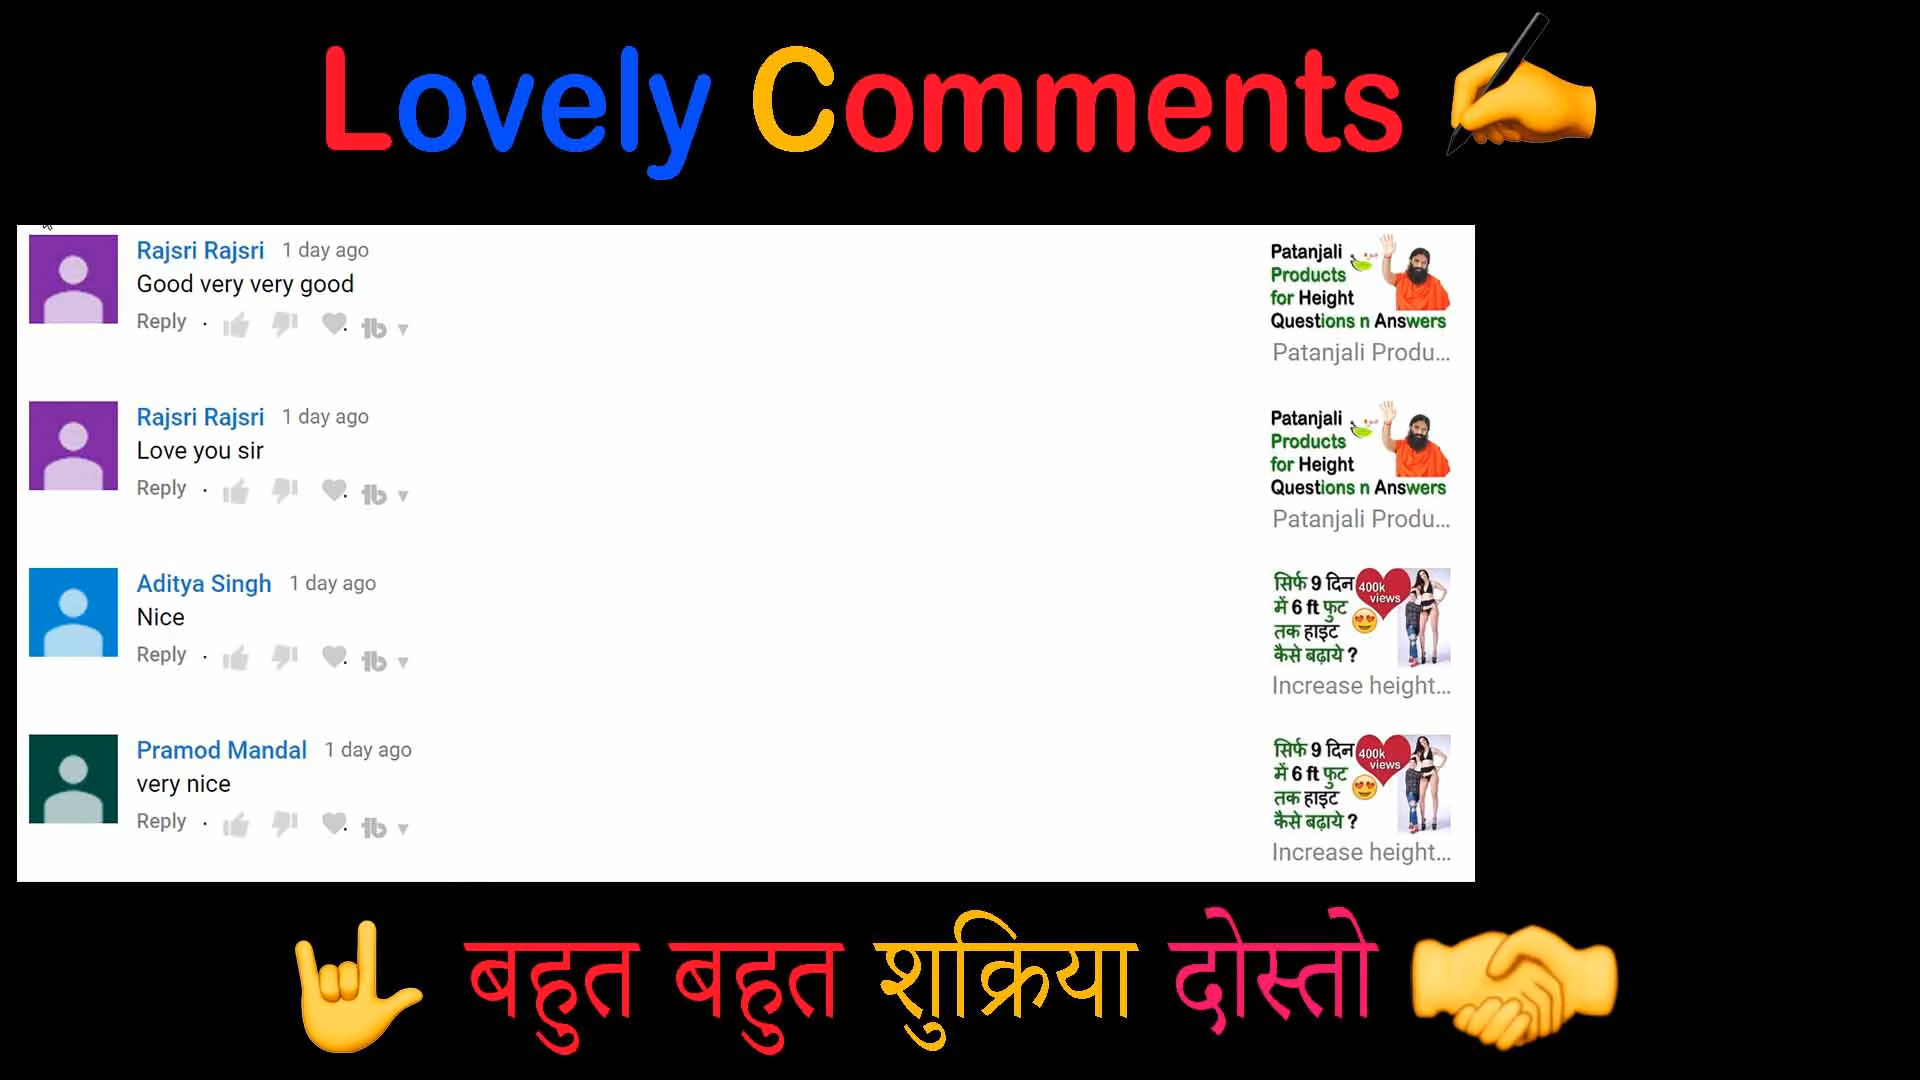 Lovely Comments
Rajsri Rajsri 1 day ago
Good very very good
Reply
Patanjali
Products
for Height
Questions n Answers
Patanjali Produ...
Rajsri Rajsri 1 day ago
Love you sir
Reply
Patanjali
Products
for Height
Questions n Answers
Patanjali Produ...
Aditya Singh 1 day ago
Nice
Reply
सिर्फ 9 दिन
में 6 ft फुट
तक हाइट
कैसे बढ़ाये ?
400k
views
Increase height...
Pramod Mandal 1 day ago
very nice
Reply
सिर्फ 9 दिन
में 6 ft फुट
तक हाइट
कैसे बढ़ाये ?
400k
views
Increase height...
बहुत बहुत शुक्रिया दोस्तो